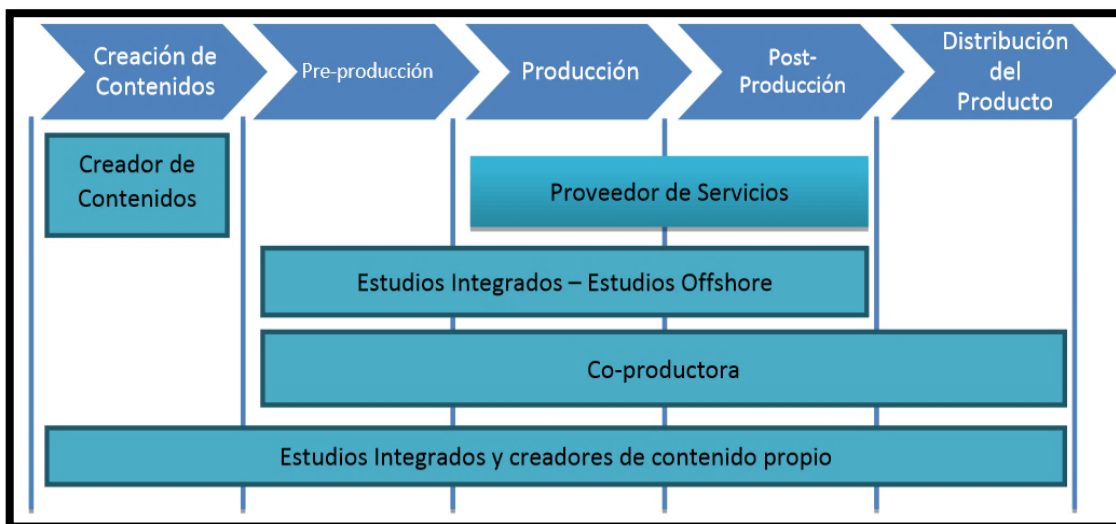 Creación de
Contenidos
Pre-producción
Producción
Post-
Producción
Distribución
del
Producto
Creador de
Contenidos
Proveedor de Servicios
Estudios Integrados – Estudios Offshore
Co-productora
Estudios Integrados y creadores de contenido propio